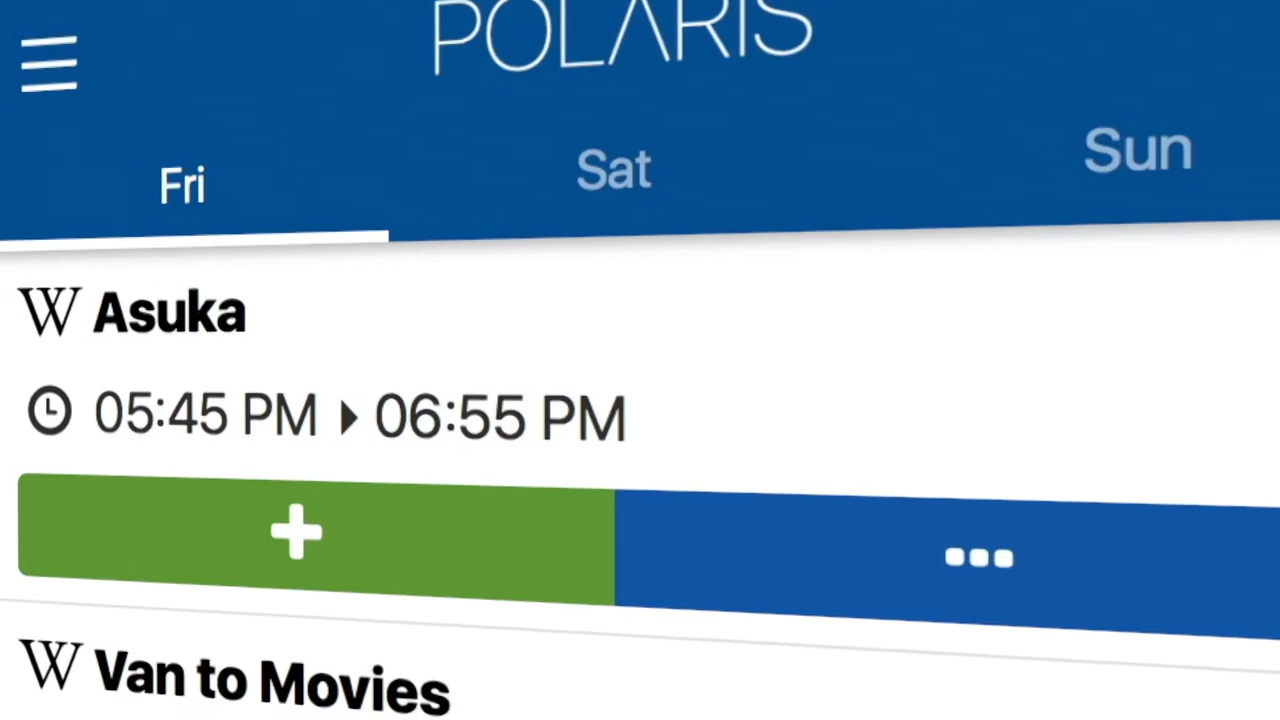 POLARIS
Fri Sat Sun
W Asuka
05:45 PM 06:55 PM
W Van to Movies